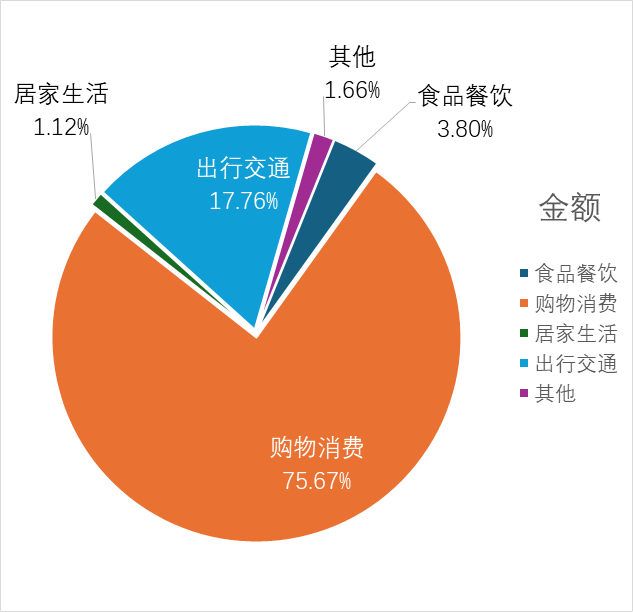 其他
1.66%
食品餐饮
3.80%
居家生活
1.12%
出行交通
17.76%
金额
食品餐饮
购物消费
居家生活
出行交通
其他
购物消费
75.67%